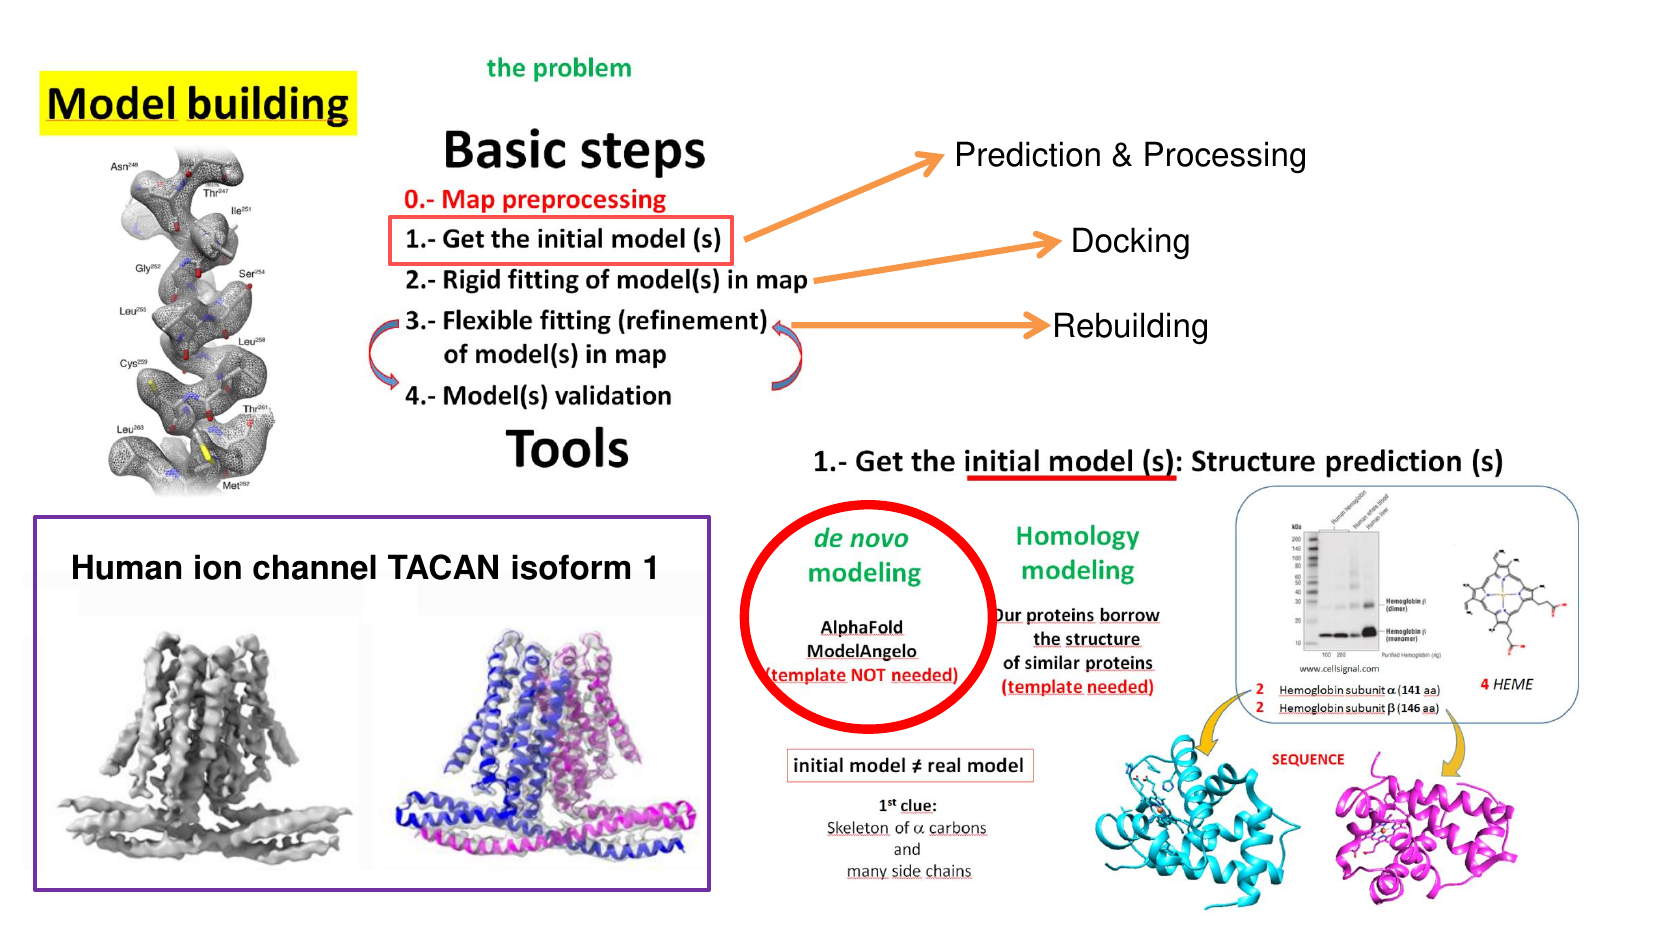 the problem
Model building
Basic steps
0.- Map preprocessing
1.- Get the initial model (s)
2.- Rigid fitting of model(s) in map
3.- Flexible fitting (refinement)
of model(s) in map
4.- Model(s) validation
Tools
Prediction & Processing
Docking
Rebuilding
Asn²⁴⁸
Thr²⁴⁷
Ile²⁵¹
Gly²⁵²
Ser²⁵⁴
Leu²⁵⁵
Leu²⁵⁸
Cys²⁵⁹
Thr²⁶¹
Leu²⁶³
Met²⁶²
Human ion channel TACAN isoform 1
1.- Get the initial model (s): Structure prediction (s)
de novo
modeling
AlphaFold
ModelAngelo
(template NOT needed)
Homology
modeling
Our proteins borrow
the structure
of similar proteins
(template needed)
initial model ≠ real model
1st clue:
Skeleton of α carbons
and
many side chains
Human hemoglobin
Human whole blood
Human liver
kDa
200
140
100
80
60
50
40
30
20
10
Hemoglobin β
(dimer)
Hemoglobin β
(monomer)
100 200 Purified Hemoglobin (ng)
www.cellsignal.com
2 Hemoglobin subunit α (141 aa)
2 Hemoglobin subunit β (146 aa)
4 HEME
SEQUENCE